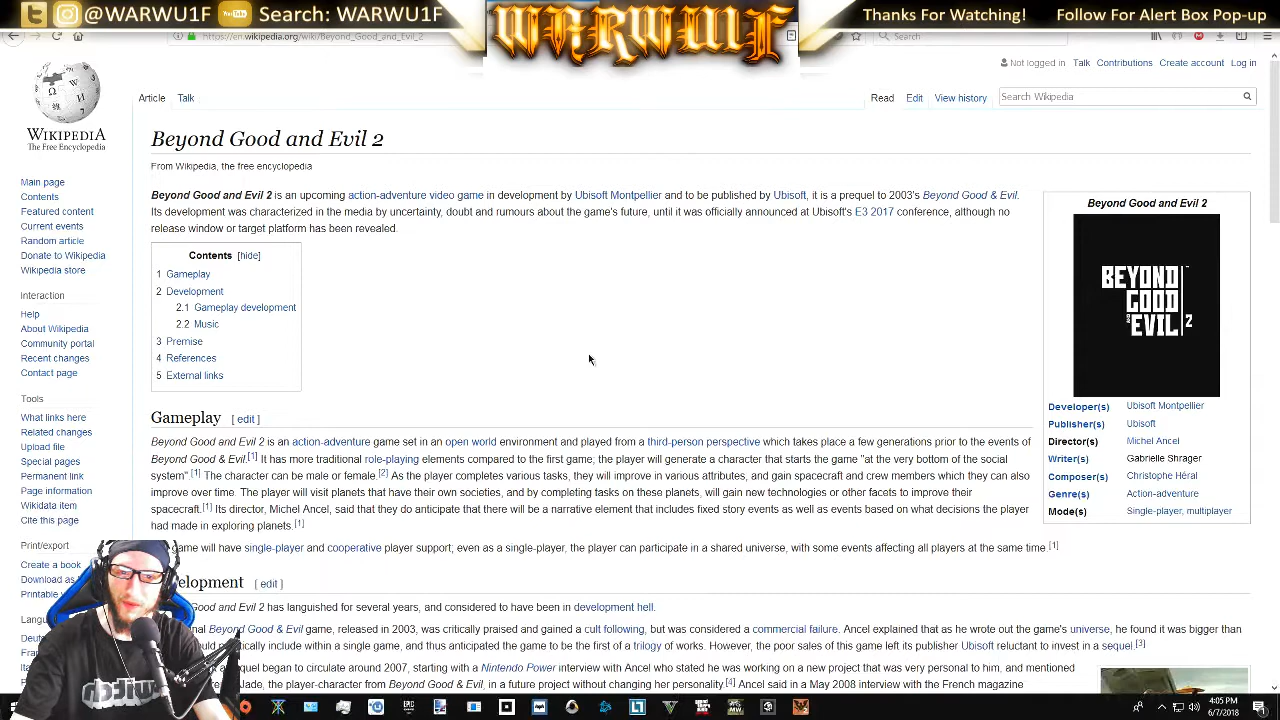 @WARWU1F Search: WARWU1F
You Tube
WARWU1F
Thanks For Watching! Follow For Alert Box Pop-up
https://en.wikipedia.org/wiki/Beyond_Good_and_Evil_2
Search
Not logged in Talk Contributions Create account Log in
Article Talk
Read Edit View history
Search Wikipedia
WIKIPEDIA
The Free Encyclopedia
Main page
Contents
Featured content
Current events
Random article
Donate to Wikipedia
Wikipedia store
Interaction
Help
About Wikipedia
Community portal
Recent changes
Contact page
Tools
What links here
Related changes
Upload file
Special pages
Permanent link
Page information
Wikidata item
Cite this page
Print/export
Create a book
Download as
Printable v
Langu
Deut
Fran
Ita
Beyond Good and Evil 2
From Wikipedia, the free encyclopedia
Beyond Good and Evil 2 is an upcoming action-adventure video game in development by Ubisoft Montpellier and to be published by Ubisoft, it is a prequel to 2003's Beyond Good & Evil.
Its development was characterized in the media by uncertainty, doubt and rumours about the game's future, until it was officially announced at Ubisoft's E3 2017 conference, although no
release window or target platform has been revealed.
Contents [hide]
1 Gameplay
2 Development
2.1 Gameplay development
2.2 Music
3 Premise
4 References
5 External links
Gameplay [ edit ]
Beyond Good and Evil 2 is an action-adventure game set in an open world environment and played from a third-person perspective which takes place a few generations prior to the events of
Beyond Good & Evil.[1] It has more traditional role-playing elements compared to the first game; the player will generate a character that starts the game "at the very bottom of the social
system".[1] The character can be male or female.[2] As the player completes various tasks, they will improve in various attributes, and gain spacecraft and crew members which they can also
improve over time. The player will visit planets that have their own societies, and by completing tasks on these planets, will gain new technologies or other facets to improve their
spacecraft.[1] Its director, Michel Ancel, said that they do anticipate that there will be a narrative element that includes fixed story events as well as events based on what decisions the player
had made in exploring planets.[1]
game will have single-player and cooperative player support; even as a single-player, the player can participate in a shared universe, with some events affecting all players at the same time.[1]
elopment [ edit ]
Good and Evil 2 has languished for several years, and considered to have been in development hell.
nal Beyond Good & Evil game, released in 2003, was critically praised and gained a cult following, but was considered a commercial failure. Ancel explained that as he wrote out the game's universe, he found it was bigger than
ould practically include within a single game, and thus anticipated the game to be the first of a trilogy of works. However, the poor sales of this game left its publisher Ubisoft reluctant to invest in a sequel.[3]
quel began to circulate around 2007, starting with a Nintendo Power interview with Ancel who stated he was working on a new project that was very personal to him, and mentioned
Jade, the player-character from Beyond Good & Evil, in a future project without changing her personality.[4] Ancel said in a May 2008 interview with the French magazine
Beyond Good and Evil 2
BEYOND
GOOD
AND EVIL 2
Developer(s) Ubisoft Montpellier
Publisher(s) Ubisoft
Director(s) Michel Ancel
Writer(s) Gabrielle Shrager
Composer(s) Christophe Héral
Genre(s) Action-adventure
Mode(s) Single-player, multiplayer
4:05 PM
6/7/2018